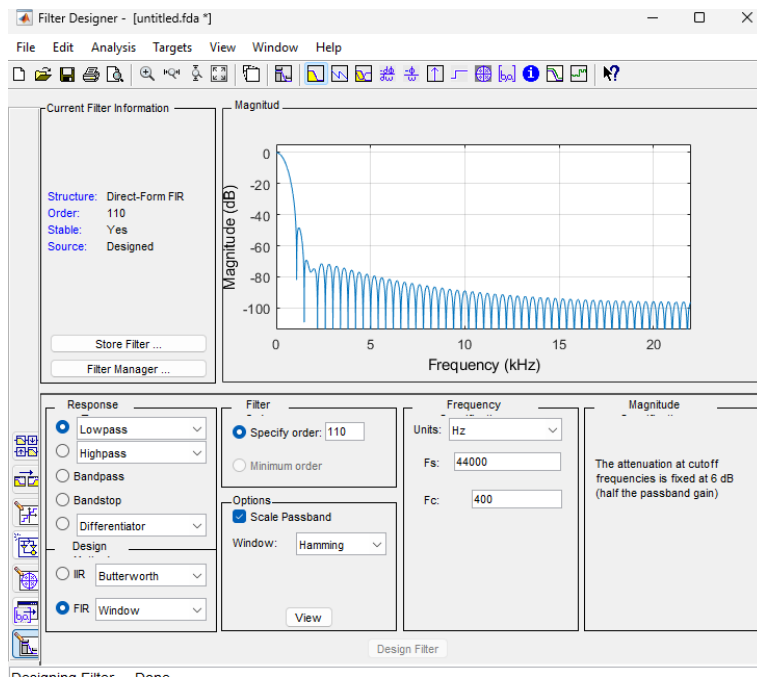 Filter Designer - [untitled.fda *]
File Edit Analysis Targets View Window Help
Current Filter Information
Structure: Direct-Form FIR
Order: 110
Stable: Yes
Source: Designed
Store Filter ...
Filter Manager ...
Magnitud
Magnitude (dB)
0
-20
-40
-60
-80
-100
0 5 10 15 20
Frequency (kHz)
Response
Lowpass
Highpass
Bandpass
Bandstop
Differentiator
Design
IIR Butterworth
FIR Window
Filter
Specify order: 110
Minimum order
Options
Scale Passband
Window: Hamming
View
Frequency
Units: Hz
Fs: 44000
Fc: 400
Magnitude
The attenuation at cutoff
frequencies is fixed at 6 dB
(half the passband gain)
Design Filter
Designing Filter ... Done